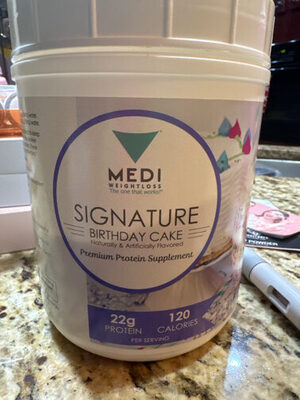 MEDI
WEIGHTLOSS
"The one that works!"
SIGNATURE
BIRTHDAY CAKE
Naturally & Artificially Flavored
Premium Protein Supplement
22g
PROTEIN
120
CALORIES
PER SERVING
POWDER